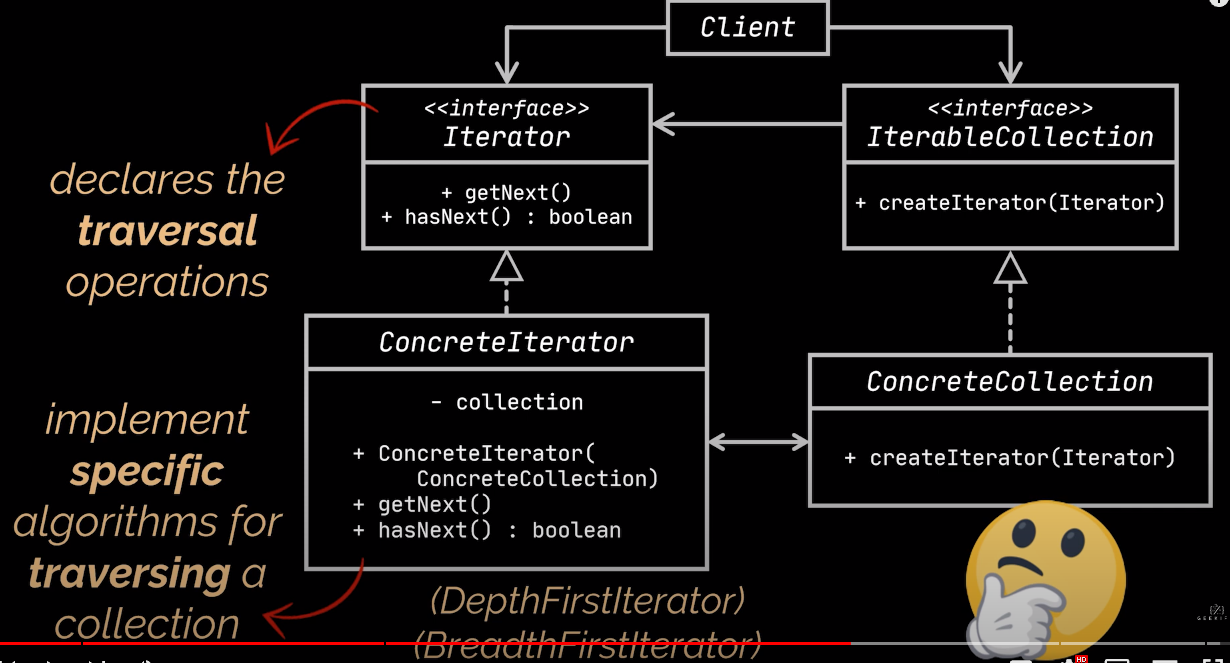 Client
<<interface>>
Iterator
+ getNext()
+ hasNext() : boolean
<<interface>>
IterableCollection
+ createIterator(Iterator)
declares the
traversal
operations
ConcreteIterator
- collection
+ ConcreteIterator(
ConcreteCollection)
+ getNext()
+ hasNext() : boolean
ConcreteCollection
+ createIterator(Iterator)
implement
specific
algorithms for
traversing a
collection
(DepthFirstIterator)
(BreadthFirstIterator)
HD